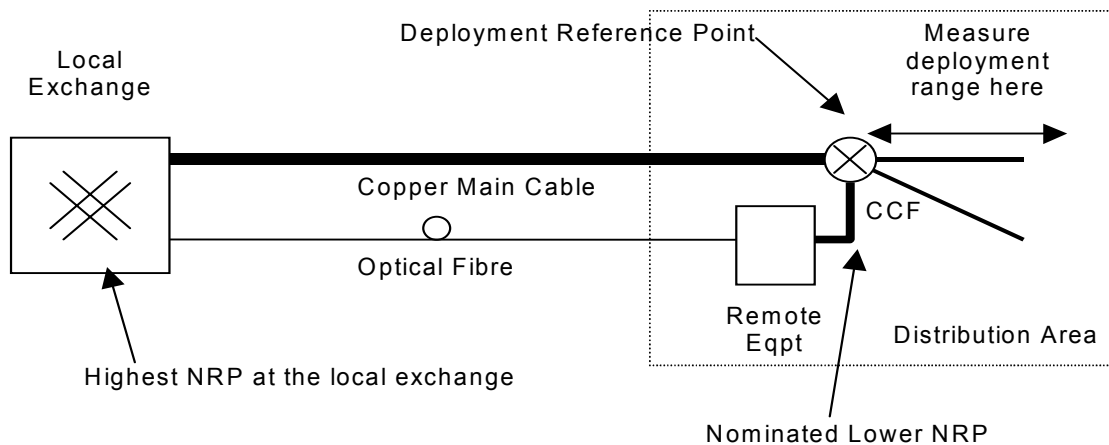 Deployment Reference Point
Measure
deployment
range here
Local
Exchange
Copper Main Cable
CCF
Optical Fibre
Remote
Eqpt
Distribution Area
Highest NRP at the local exchange
Nominated Lower NRP